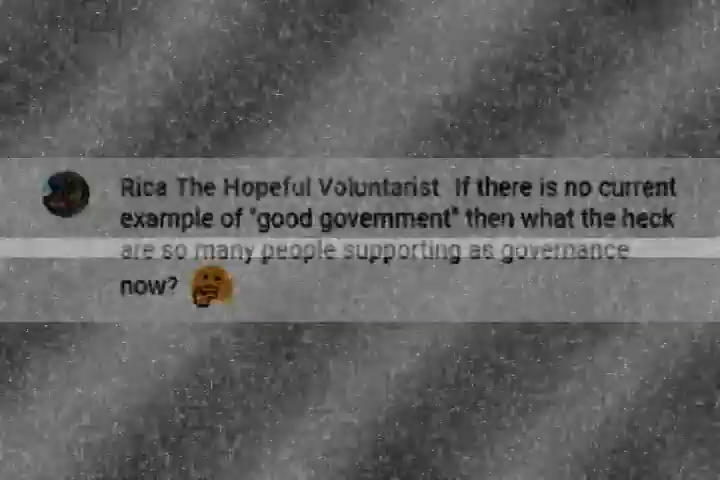 Rica The Hopeful Voluntarist If there is no current
example of "good government" then what the heck
are so many people supporting as governance
now? 🤔